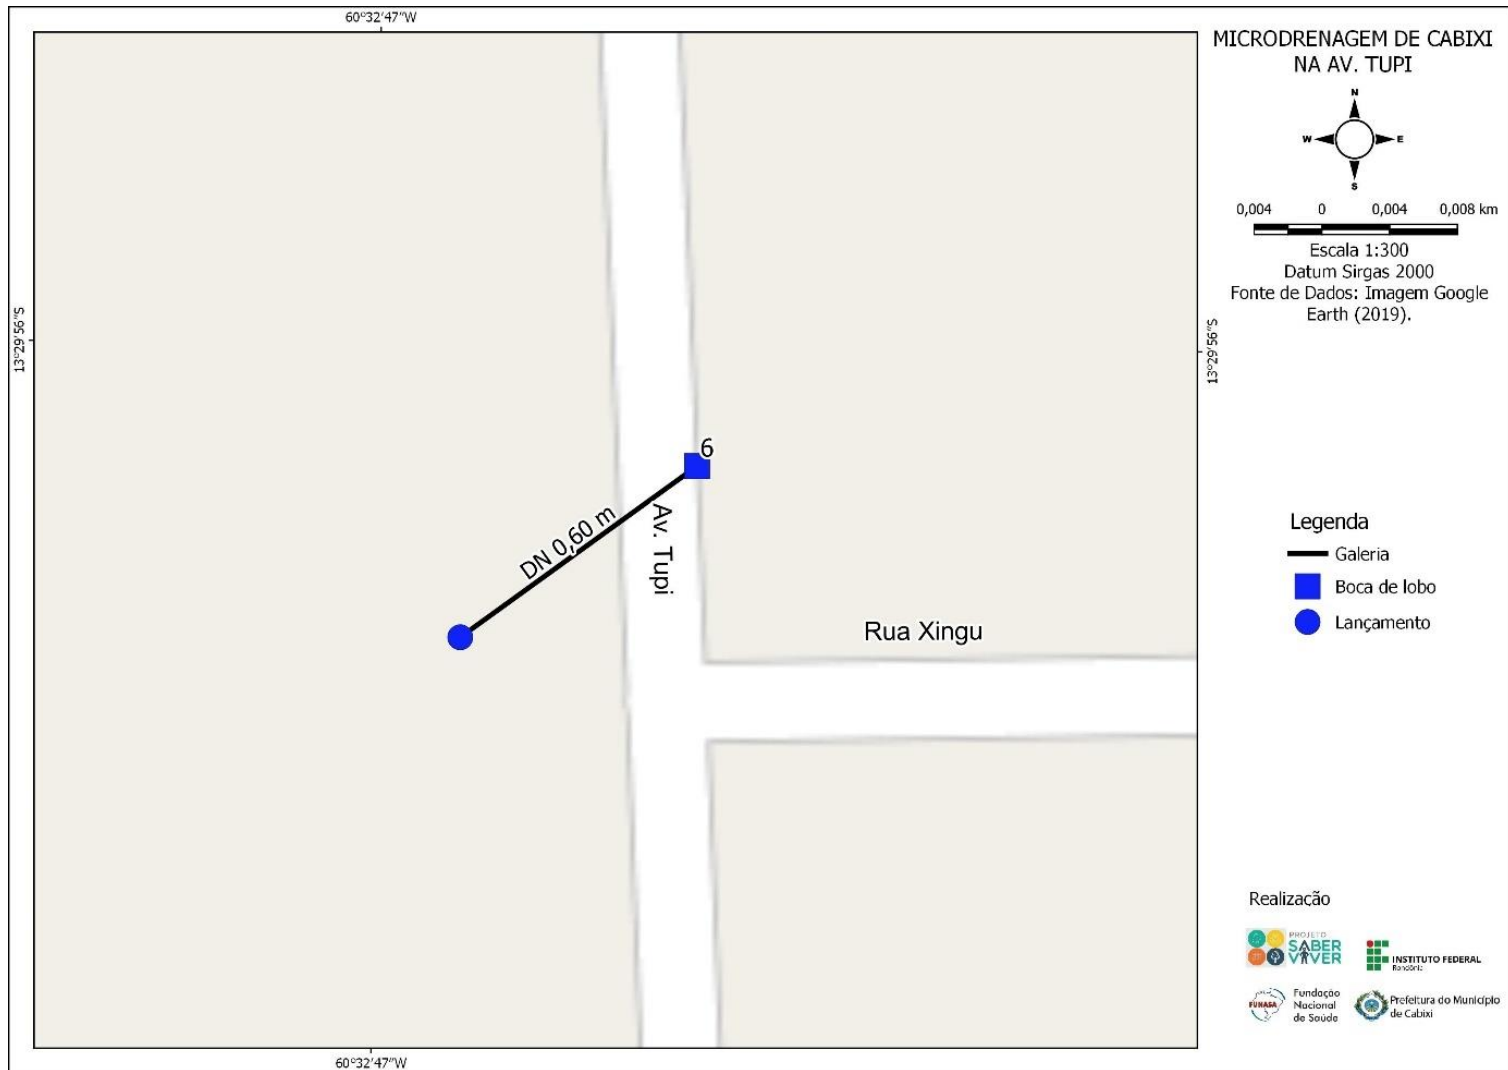 60°32'47"W
MICRODRENAGEM DE CABIXI
NA AV. TUPI
N
W E
S
0,004 0 0,004 0,008 km
Escala 1:300
Datum Sirgas 2000
Fonte de Dados: Imagem Google
Earth (2019).
13°29'56"S
13°29'56"S
6
DN 0,60 m
Av. Tupi
Rua Xingu
Legenda
Galeria
Boca de lobo
Lançamento
Realização
PROJETO
SABER
VIVER
INSTITUTO FEDERAL
Rondônia
FUNASA
Fundação
Nacional
de Saúde
Prefeitura do Município
de Cabixi
60°32'47"W